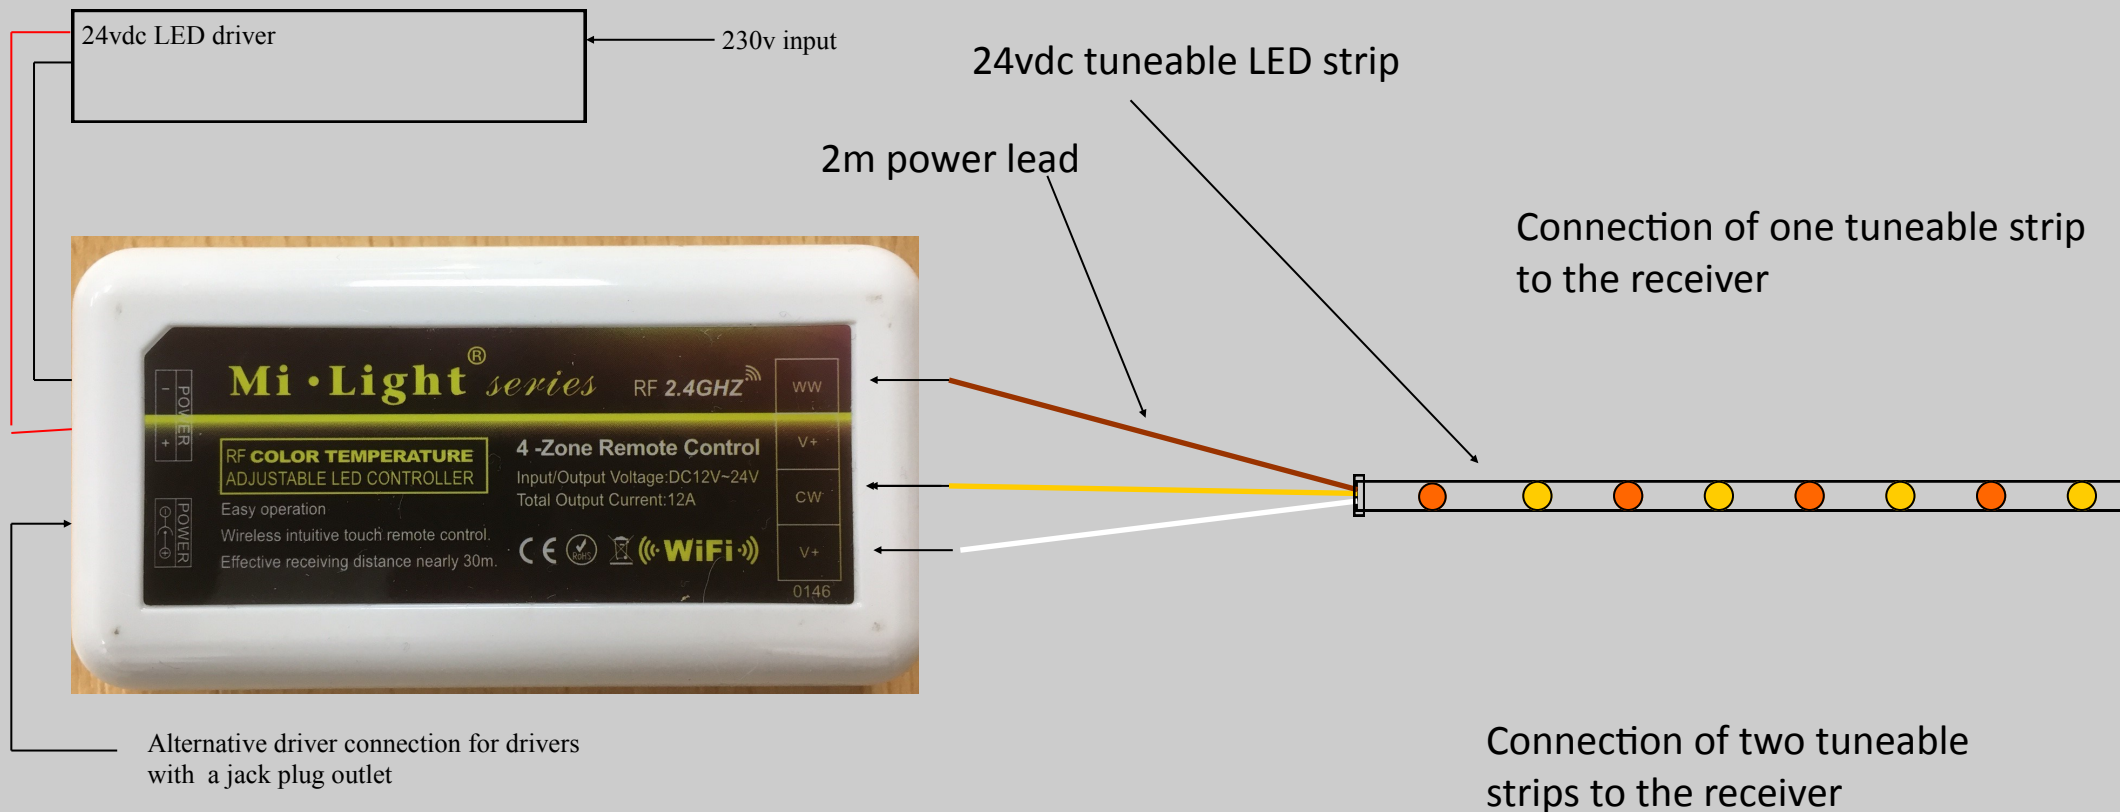 24vdc LED driver
230v input
24vdc tuneable LED strip
2m power lead
Connection of one tuneable strip
to the receiver
Mi·Light® series RF 2.4GHZ
- POWER +
RF COLOR TEMPERATURE
ADJUSTABLE LED CONTROLLER
4 -Zone Remote Control
Input/Output Voltage:DC12V~24V
Total Output Current:12A
Easy operation
Wireless intuitive touch remote control.
Effective receiving distance nearly 30m.
POWER
CE RoHS WiFi
WW
V+
CW
V+
0146
Alternative driver connection for drivers
with a jack plug outlet
Connection of two tuneable
strips to the receiver